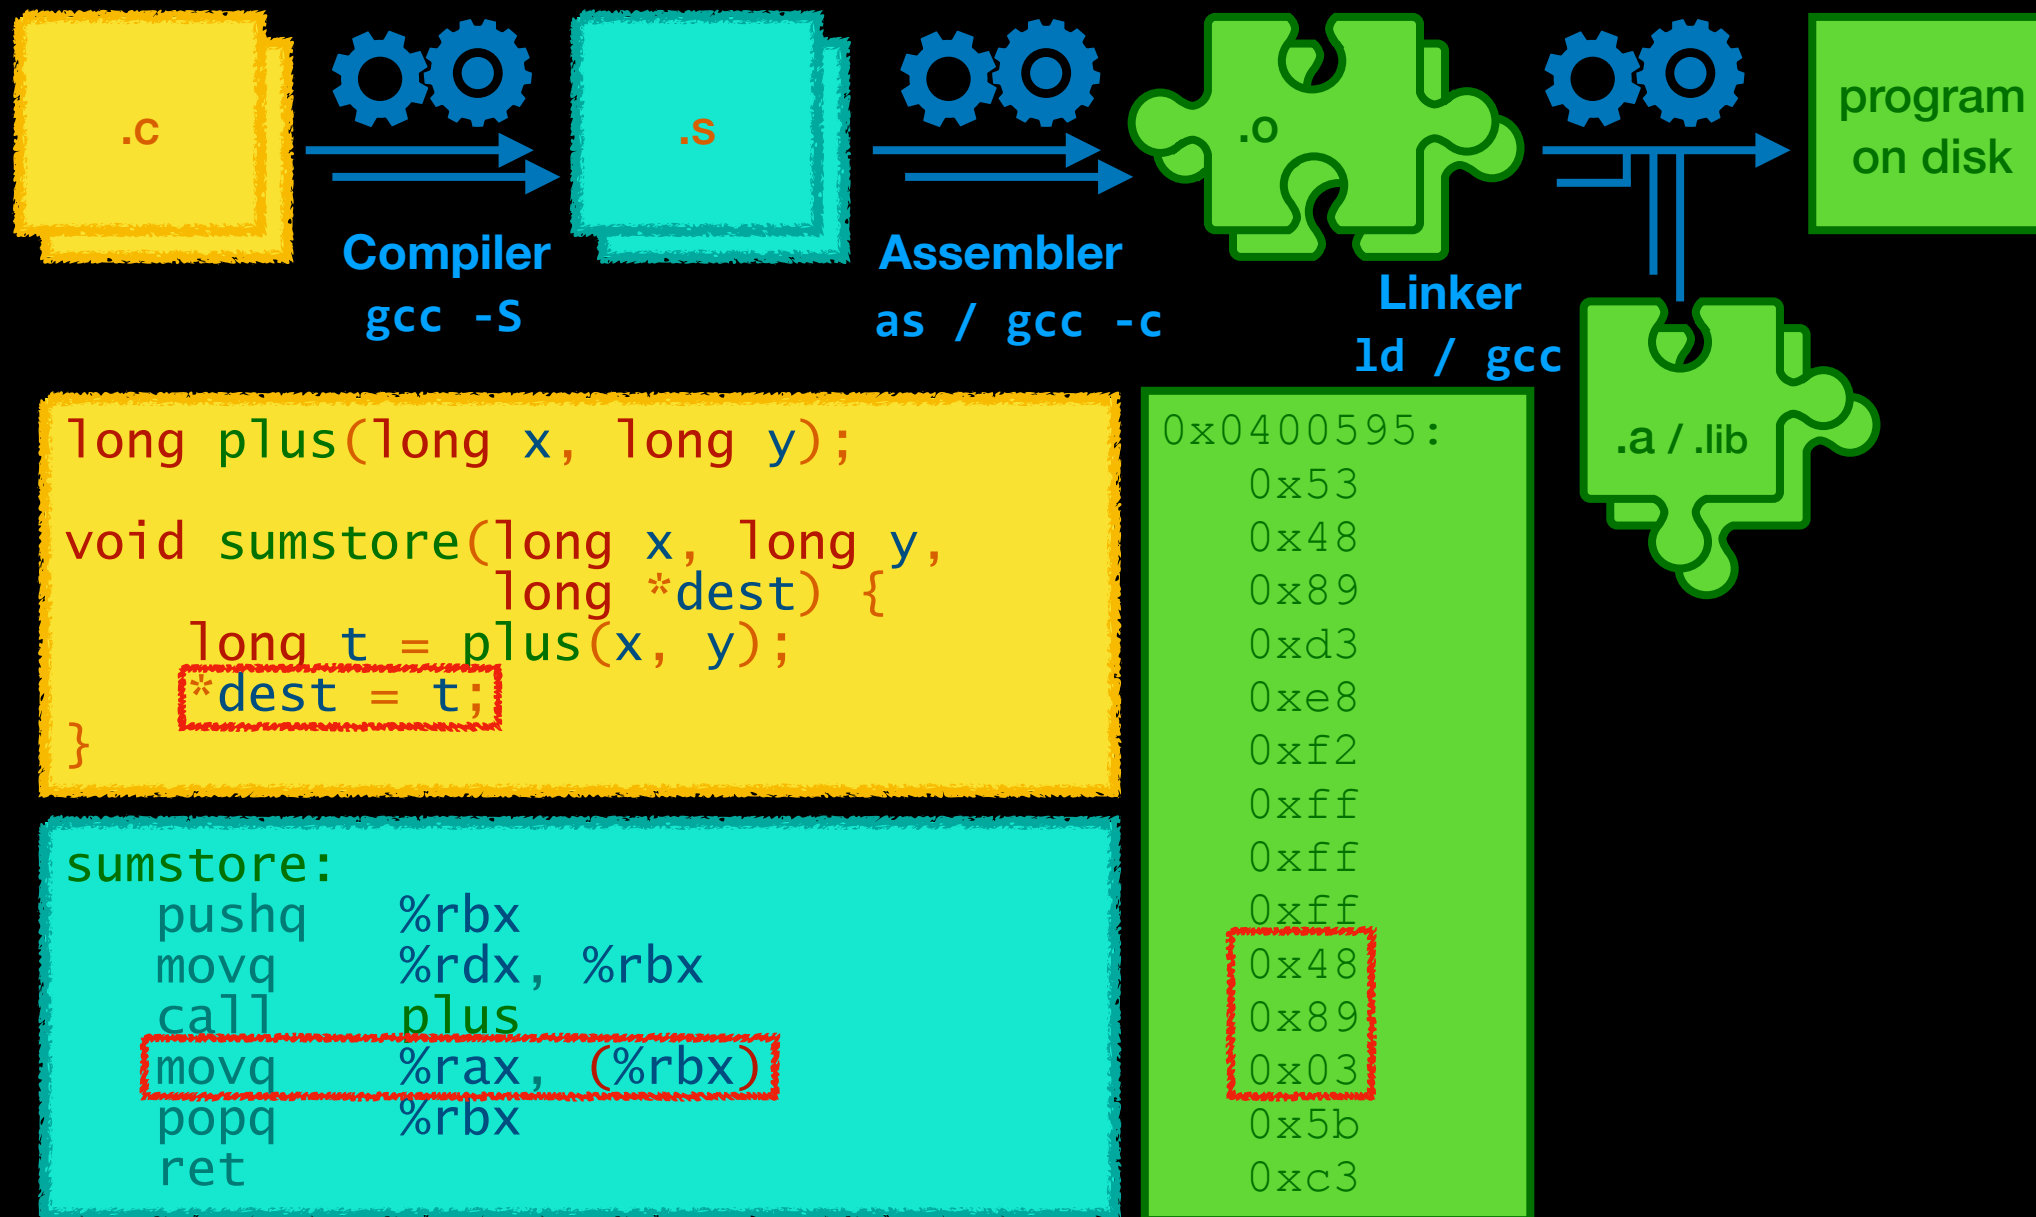 .c
.s
.o
program
on disk
Compiler
gcc -S
Assembler
as / gcc -c
Linker
ld / gcc
.a / .lib
long plus(long x, long y);
void sumstore(long x, long y,
              long *dest) {
    long t = plus(x, y);
    *dest = t;
}
sumstore:
   pushq   %rbx
   movq    %rdx, %rbx
   call    plus
   movq    %rax, (%rbx)
   popq    %rbx
   ret
0x0400595:
   0x53
   0x48
   0x89
   0xd3
   0xe8
   0xf2
   0xff
   0xff
   0xff
   0x48
   0x89
   0x03
   0x5b
   0xc3